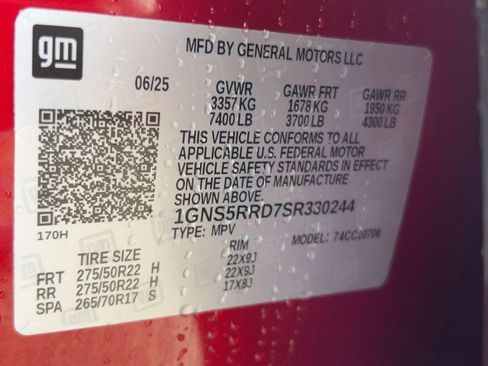 gm
MFD BY GENERAL MOTORS LLC
06/25 GVWR GAWR FRT GAWR RR
3357 KG 1678 KG 1950 KG
7400 LB 3700 LB 4300 LB
THIS VEHICLE CONFORMS TO ALL
APPLICABLE U.S. FEDERAL MOTOR
VEHICLE SAFETY STANDARDS IN EFFECT
ON THE DATE OF MANUFACTURE
SHOWN ABOVE.
1GNS5RRD7SR330244
170H TYPE: MPV MODEL: 74CC10706
TIRE SIZE RIM
FRT 275/50R22 H 22X9J
RR 275/50R22 H 22X9J
SPA 265/70R17 S 17X8J